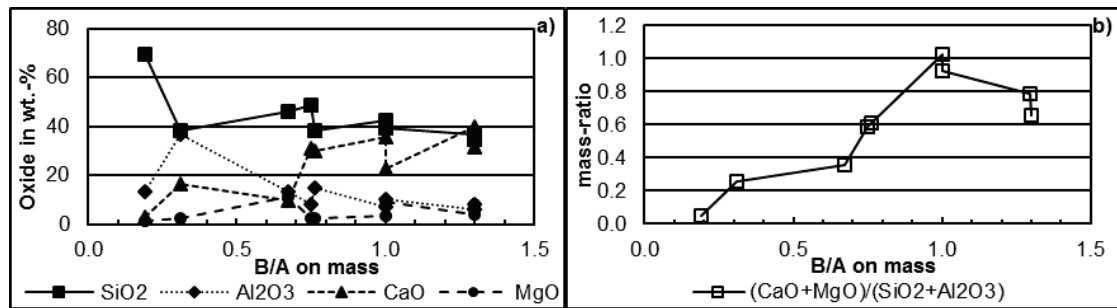 a)
Oxide in wt.-%
80
60
40
20
0
0.0 0.5 1.0 1.5
B/A on mass
SiO2 Al2O3 CaO MgO
b)
mass-ratio
1.2
1.0
0.8
0.6
0.4
0.2
0.0
0.0 0.5 1.0 1.5
B/A on mass
(CaO+MgO)/(SiO2+Al2O3)